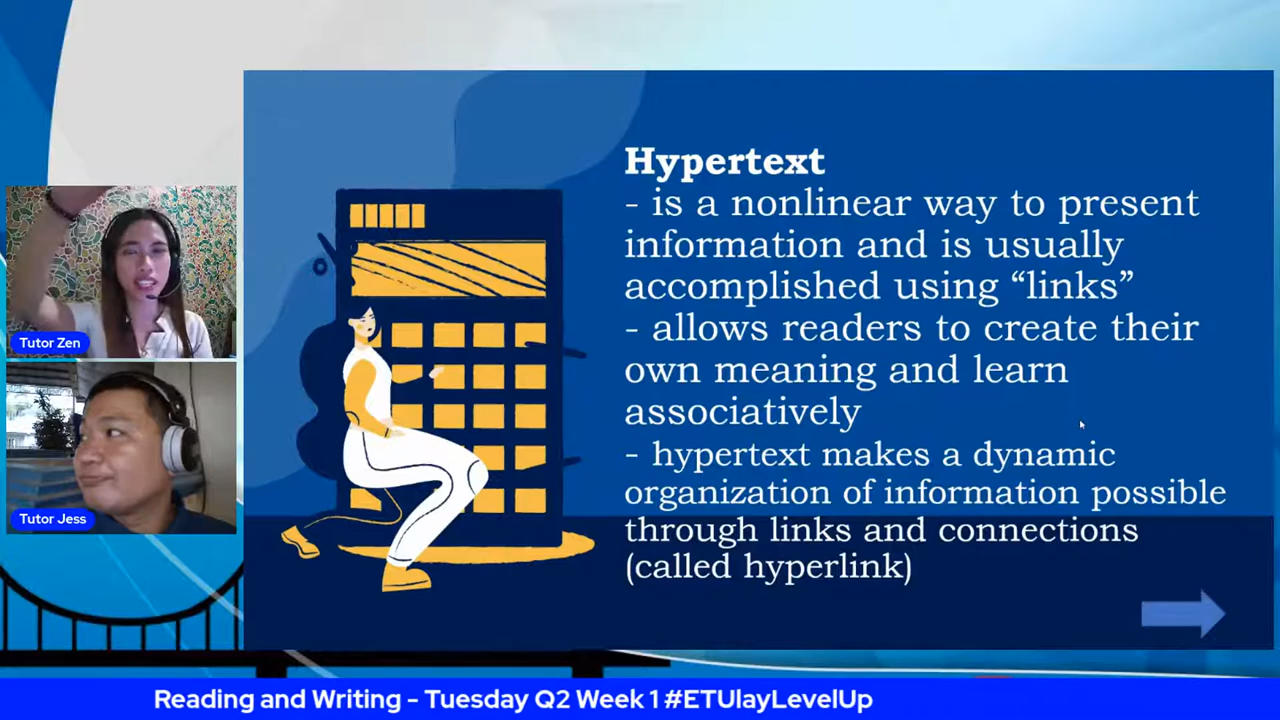 Hypertext
- is a nonlinear way to present
information and is usually
accomplished using “links”
- allows readers to create their
own meaning and learn
associatively
- hypertext makes a dynamic
organization of information possible
through links and connections
(called hyperlink)
Tutor Zen
Tutor Jess
Reading and Writing - Tuesday Q2 Week 1 #ETUlayLevelUp